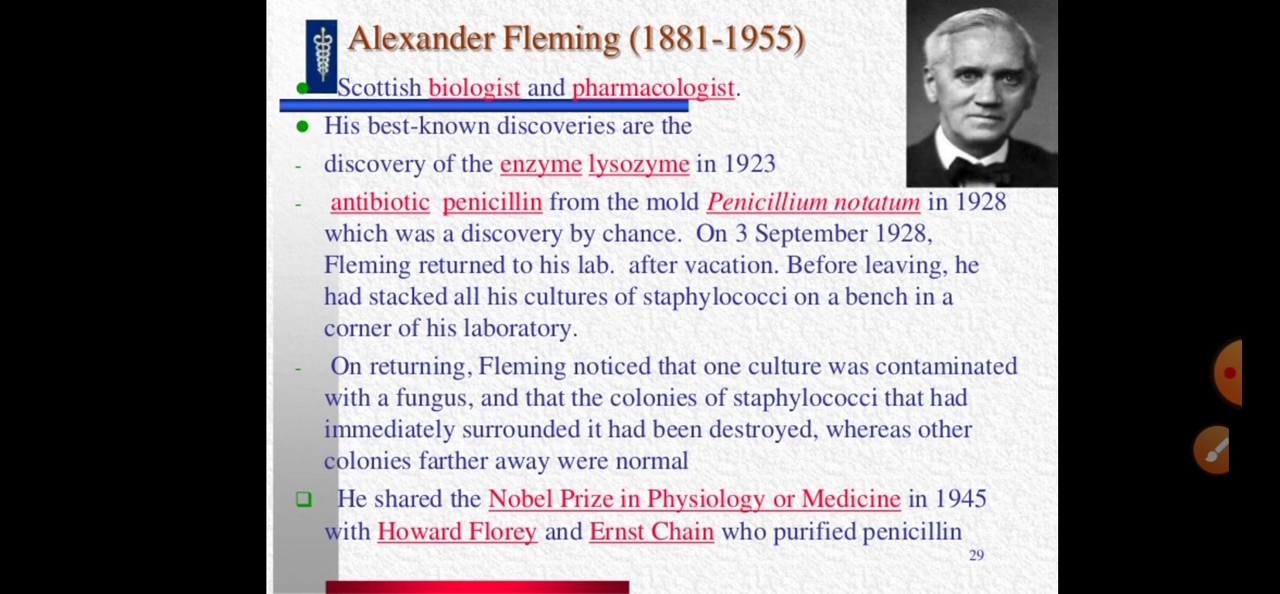 Alexander Fleming (1881-1955)
● Scottish biologist and pharmacologist.
● His best-known discoveries are the
- discovery of the enzyme lysozyme in 1923
- antibiotic penicillin from the mold Penicillium notatum in 1928
which was a discovery by chance. On 3 September 1928,
Fleming returned to his lab. after vacation. Before leaving, he
had stacked all his cultures of staphylococci on a bench in a
corner of his laboratory.
- On returning, Fleming noticed that one culture was contaminated
with a fungus, and that the colonies of staphylococci that had
immediately surrounded it had been destroyed, whereas other
colonies farther away were normal
❑ He shared the Nobel Prize in Physiology or Medicine in 1945
with Howard Florey and Ernst Chain who purified penicillin
29